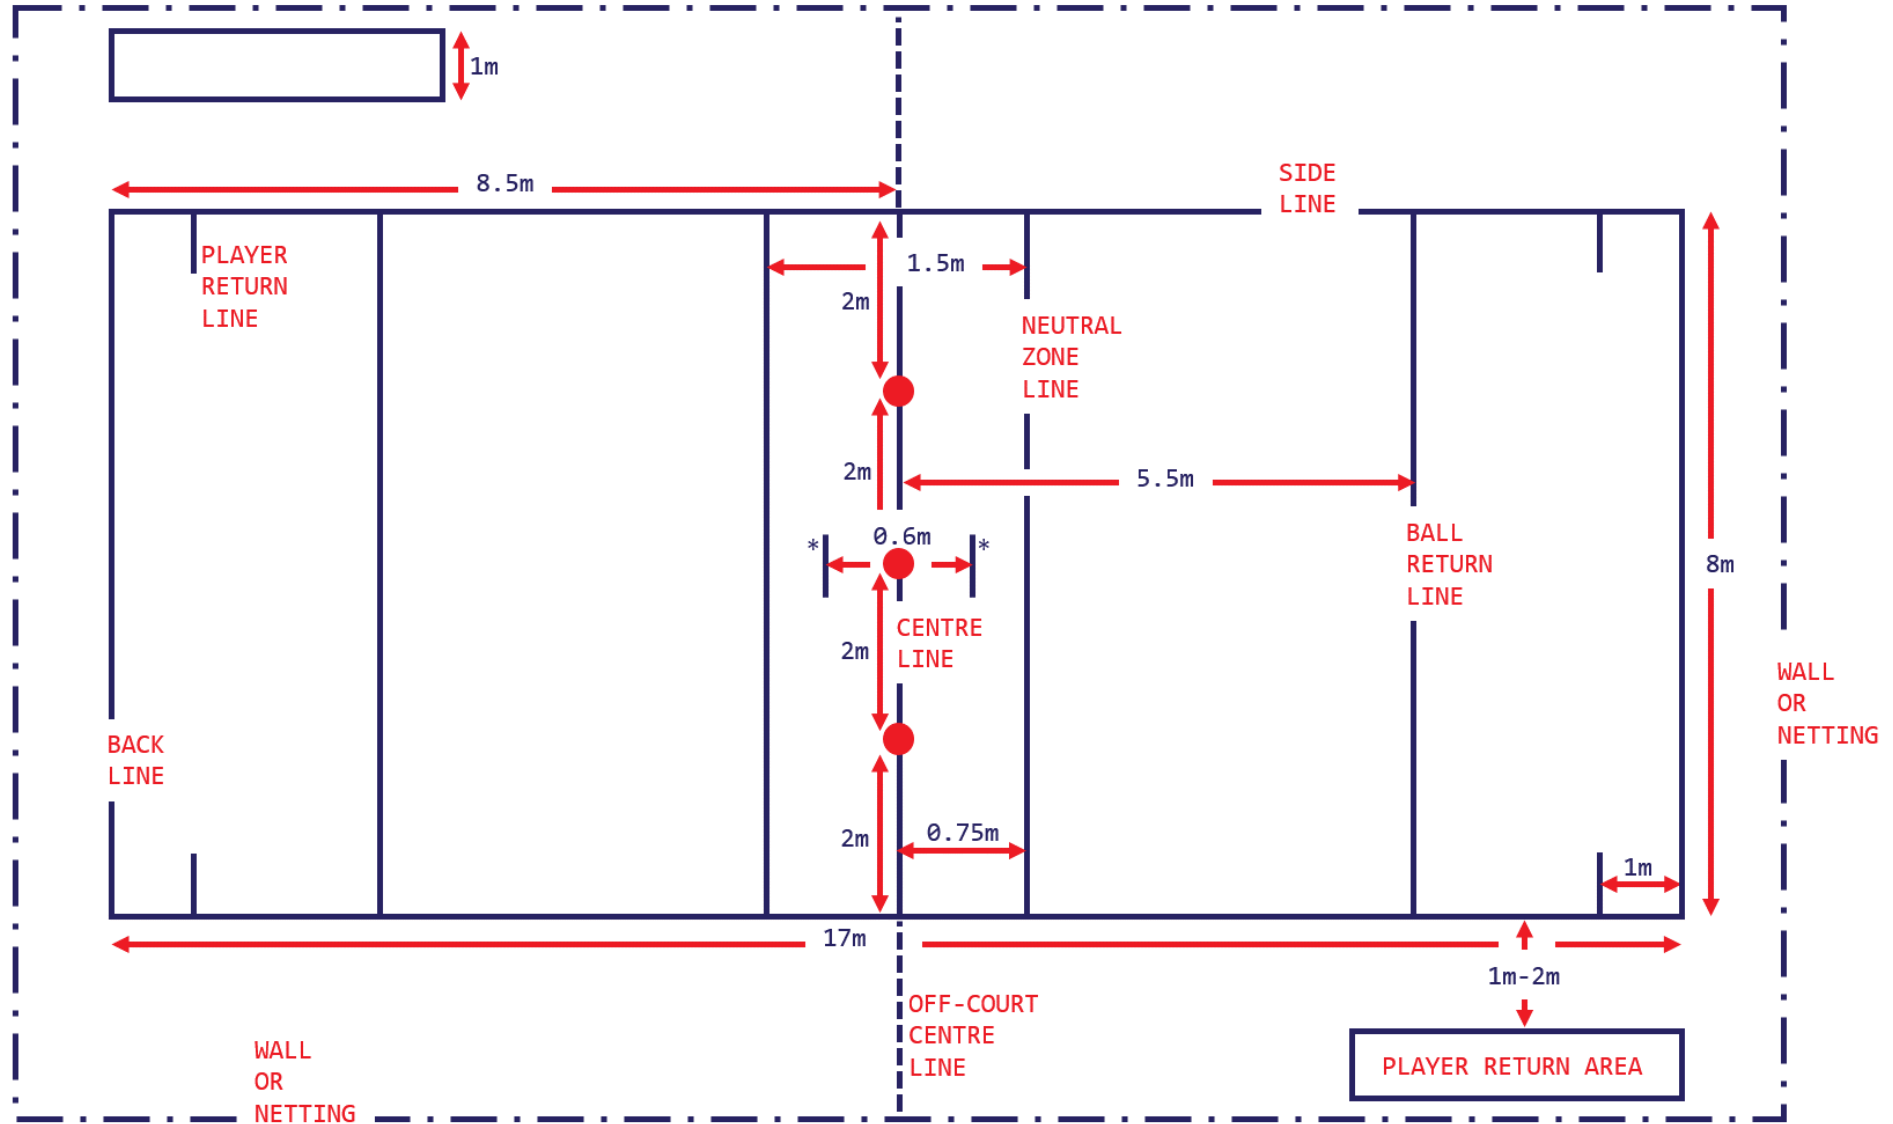 1m
8.5m
SIDE
LINE
PLAYER
RETURN
LINE
1.5m
2m
NEUTRAL
ZONE
LINE
2m
5.5m
* 0.6m *
BALL
RETURN
LINE
8m
CENTRE
LINE
2m
WALL
OR
NETTING
BACK
LINE
2m
0.75m
1m
17m
1m-2m
OFF-COURT
CENTRE
LINE
WALL
OR
NETTING
PLAYER RETURN AREA